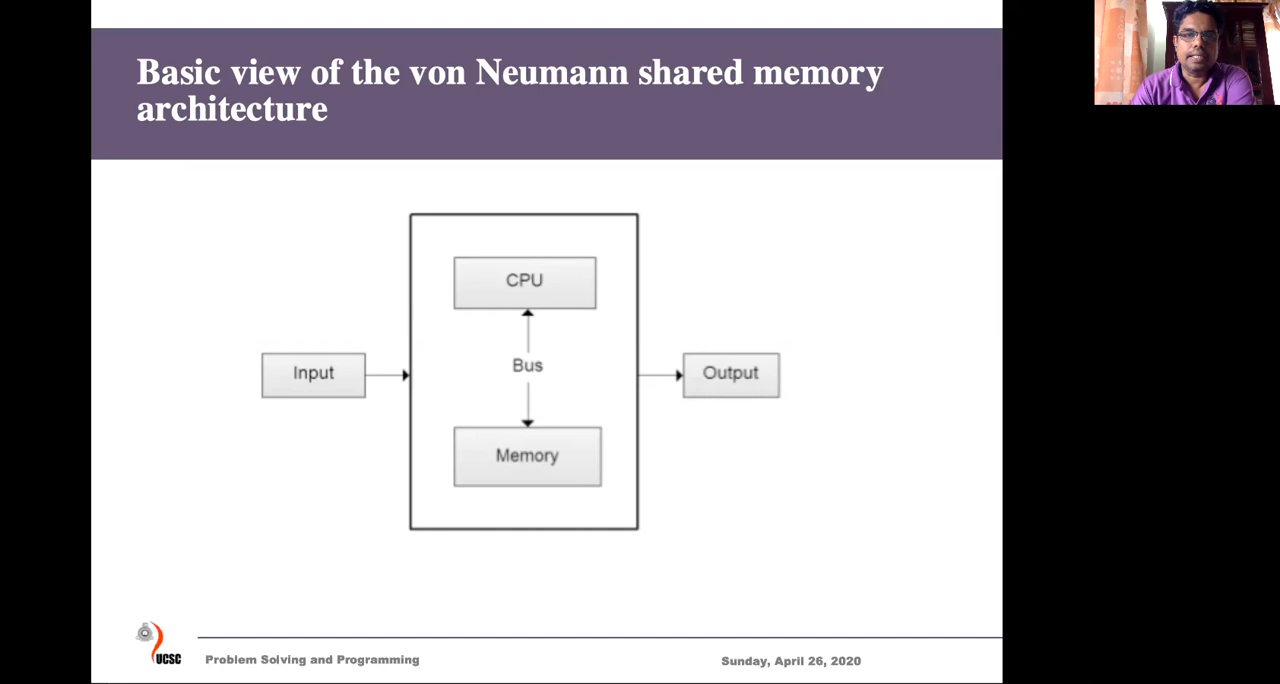 Basic view of the von Neumann shared memory
architecture
CPU
Bus
Input
Output
Memory
UCSC
Problem Solving and Programming
Sunday, April 26, 2020